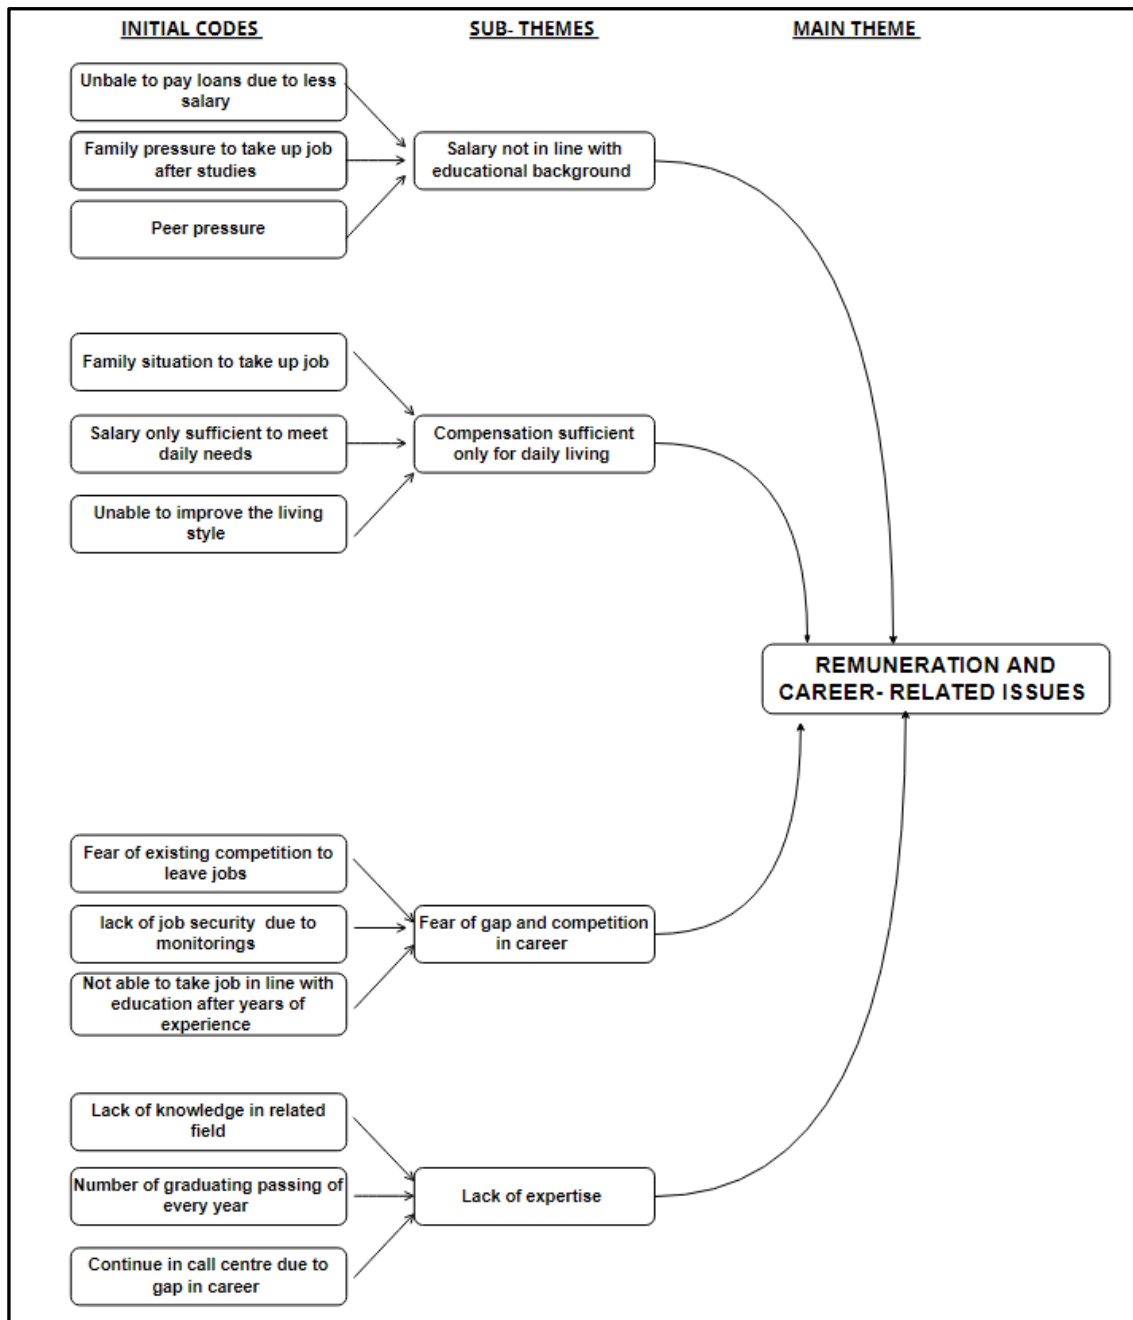 INITIAL CODES
SUB- THEMES
MAIN THEME
Unbale to pay loans due to less
salary
Family pressure to take up job
after studies
Peer pressure
Salary not in line with
educational background
Family situation to take up job
Salary only sufficient to meet
daily needs
Unable to improve the living
style
Compensation sufficient
only for daily living
REMUNERATION AND
CAREER- RELATED ISSUES
Fear of existing competition to
leave jobs
lack of job security due to
monitorings
Not able to take job in line with
education after years of
experience
Fear of gap and competition
in career
Lack of knowledge in related
field
Number of graduating passing of
every year
Continue in call centre due to
gap in career
Lack of expertise